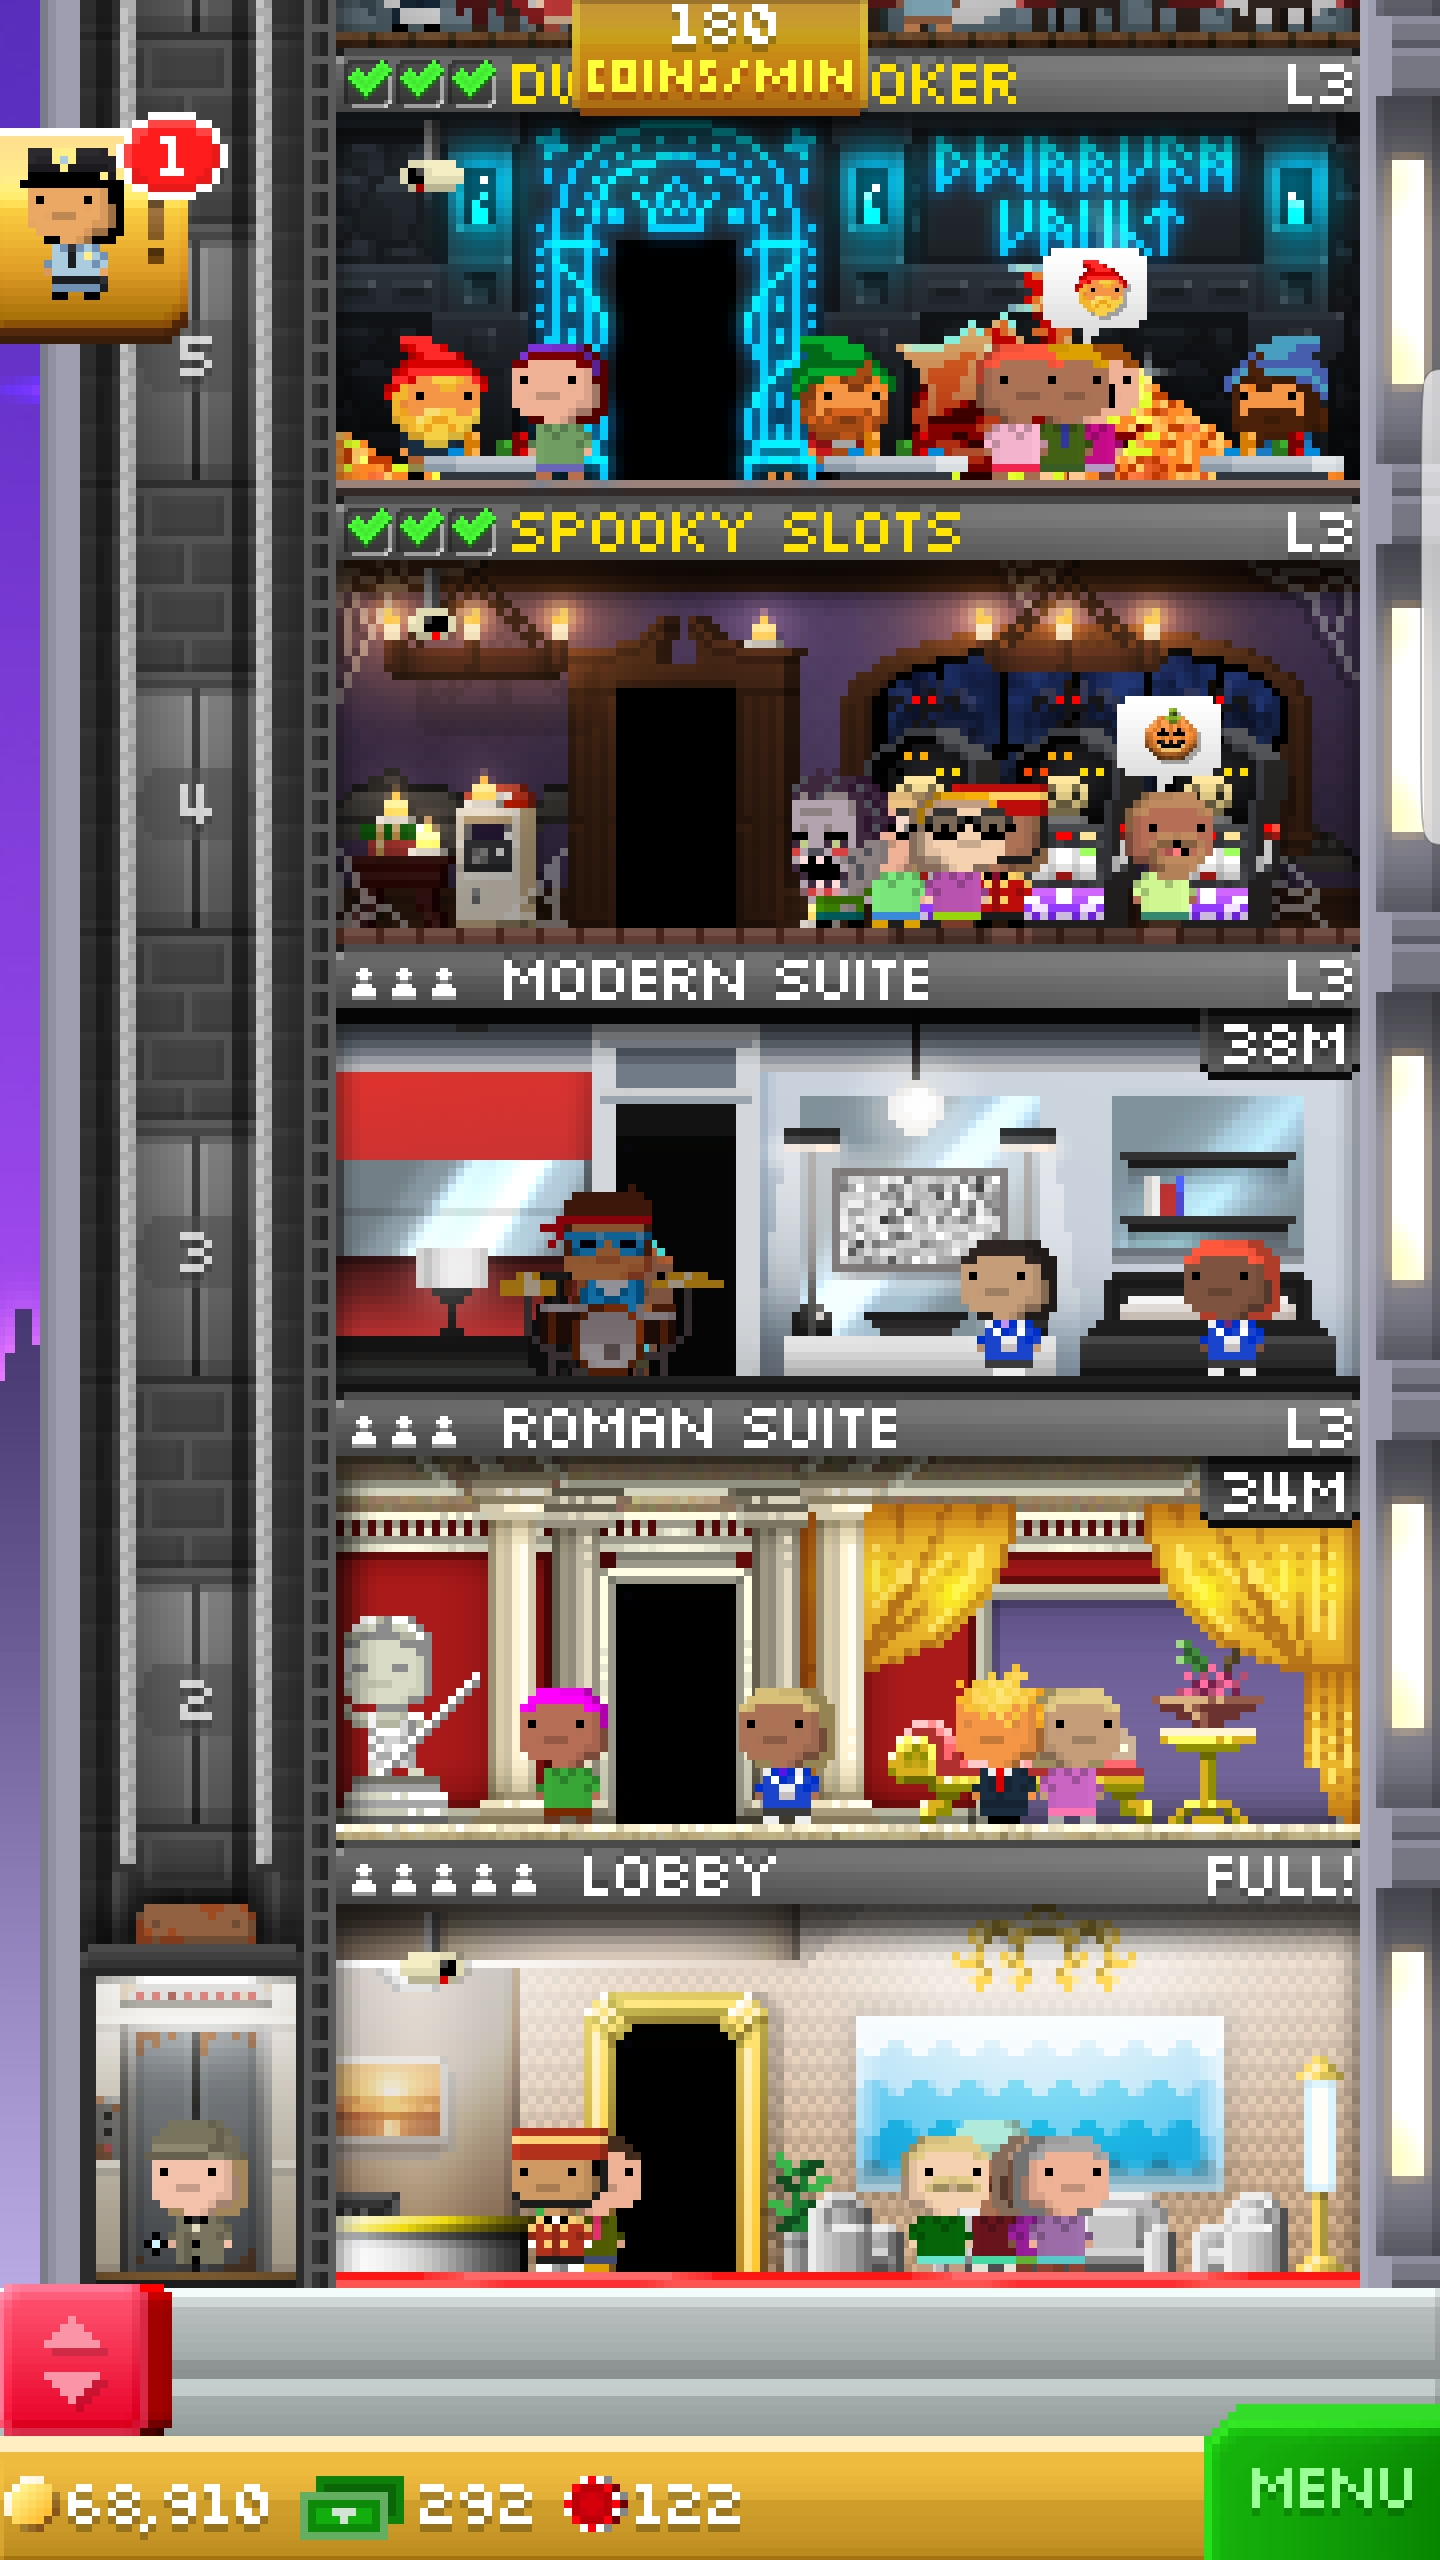 180
COINS/MIN
DU OKER L3
1
!
DWARVEN
VAULT
5
SPOOKY SLOTS L3
4
MODERN SUITE L3
38M
3
ROMAN SUITE L3
34M
2
LOBBY FULL!
MENU
68,910 292 122